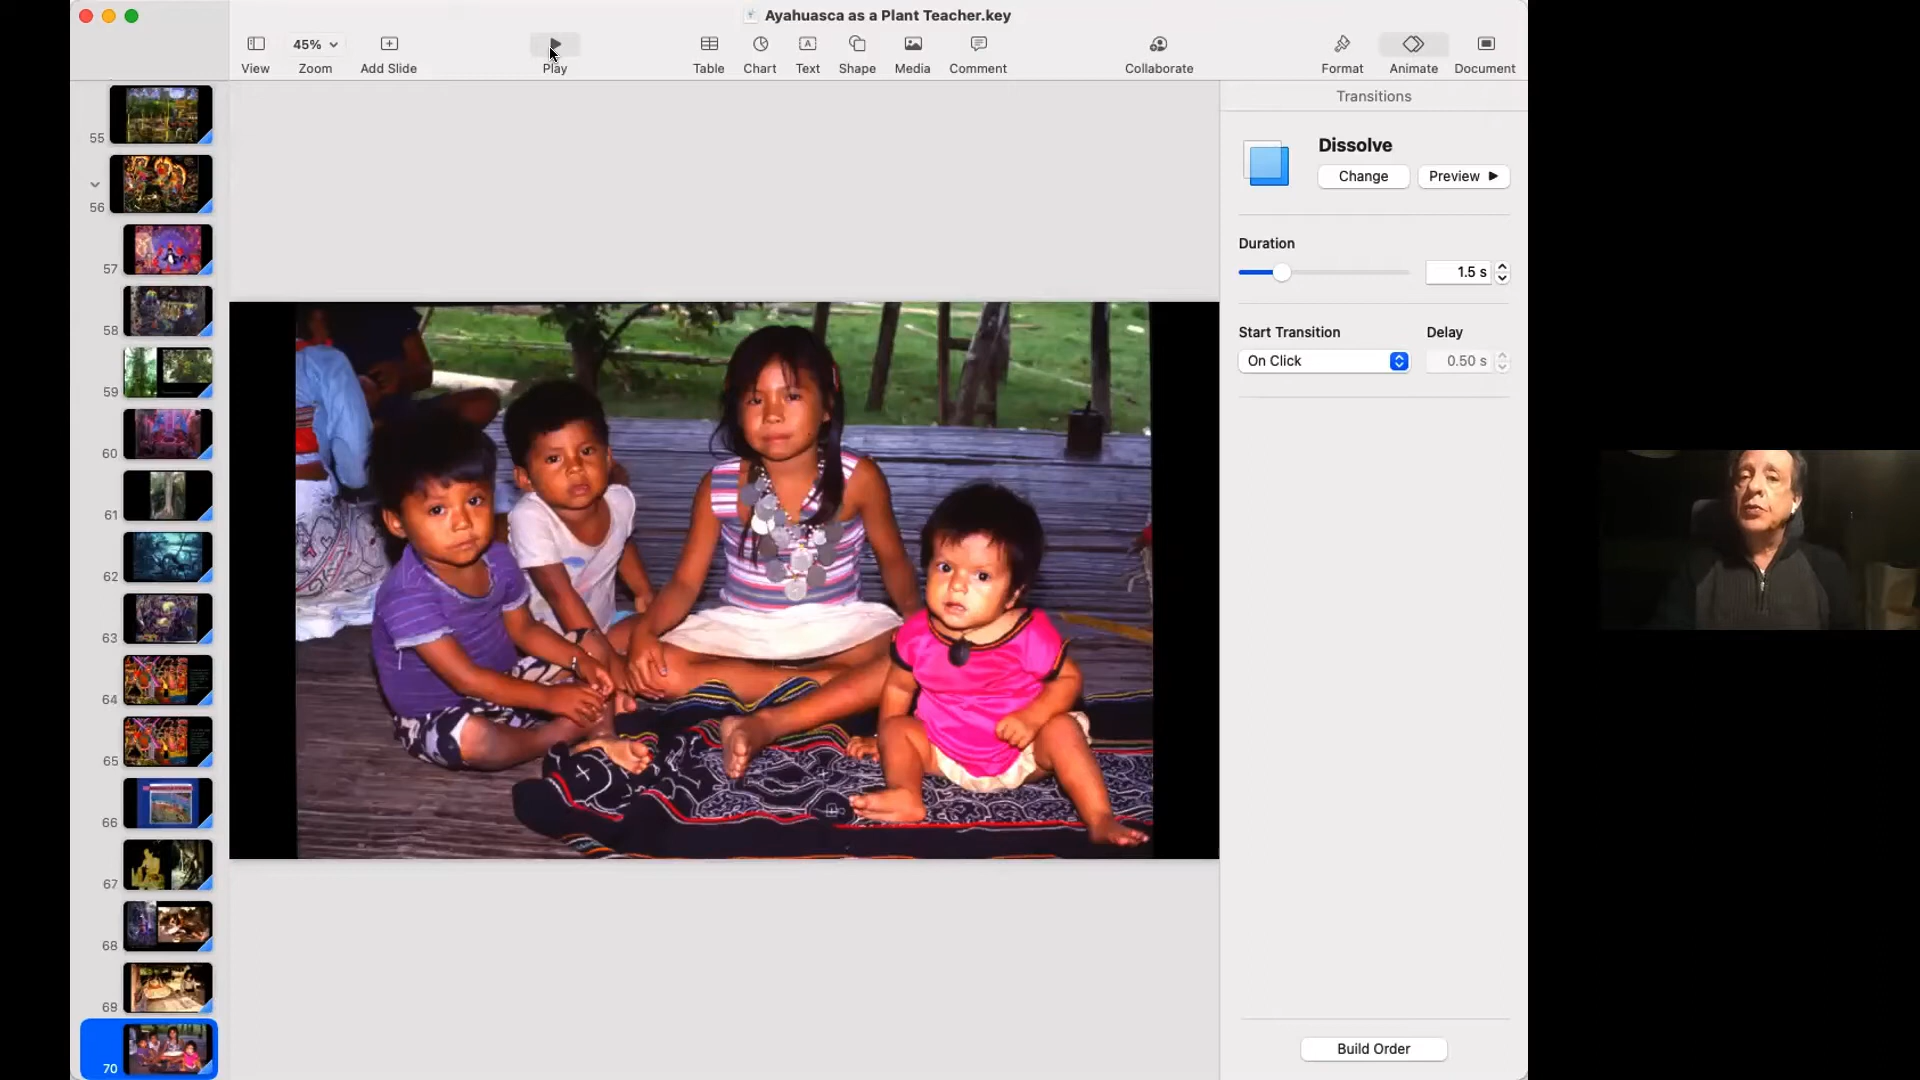 Ayahuasca as a Plant Teacher.key
45%
View
Zoom
Add Slide
Play
Table
Chart
Text
Shape
Media
Comment
Collaborate
Format
Animate
Document
55
56
57
58
59
60
61
62
63
64
65
66
67
68
69
70
Transitions
Dissolve
Change
Preview
Duration
1.5 s
Start Transition
Delay
On Click
0.50 s
Build Order